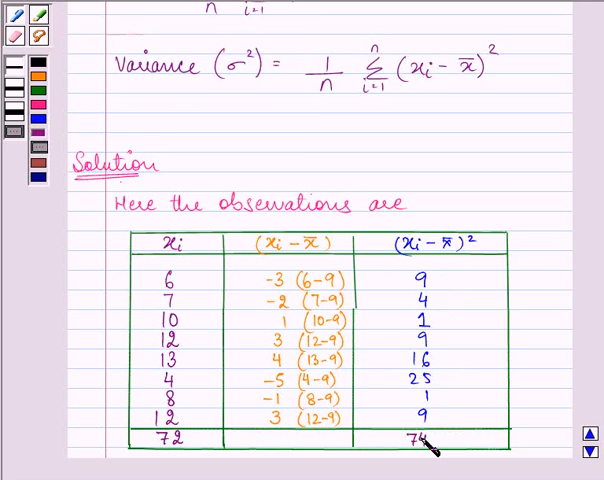 n i=1
Variance (σ²) = 1/n n Σ i=1 (xi – x̄)²
Solution
Here the observations are
xi (xi – x̄) (xi – x̄)²
6 -3 (6-9) 9
7 -2 (7-9) 4
10 1 (10-9) 1
12 3 (12-9) 9
13 4 (13-9) 16
4 -5 (4-9) 25
8 -1 (8-9) 1
12 3 (12-9) 9
72 74